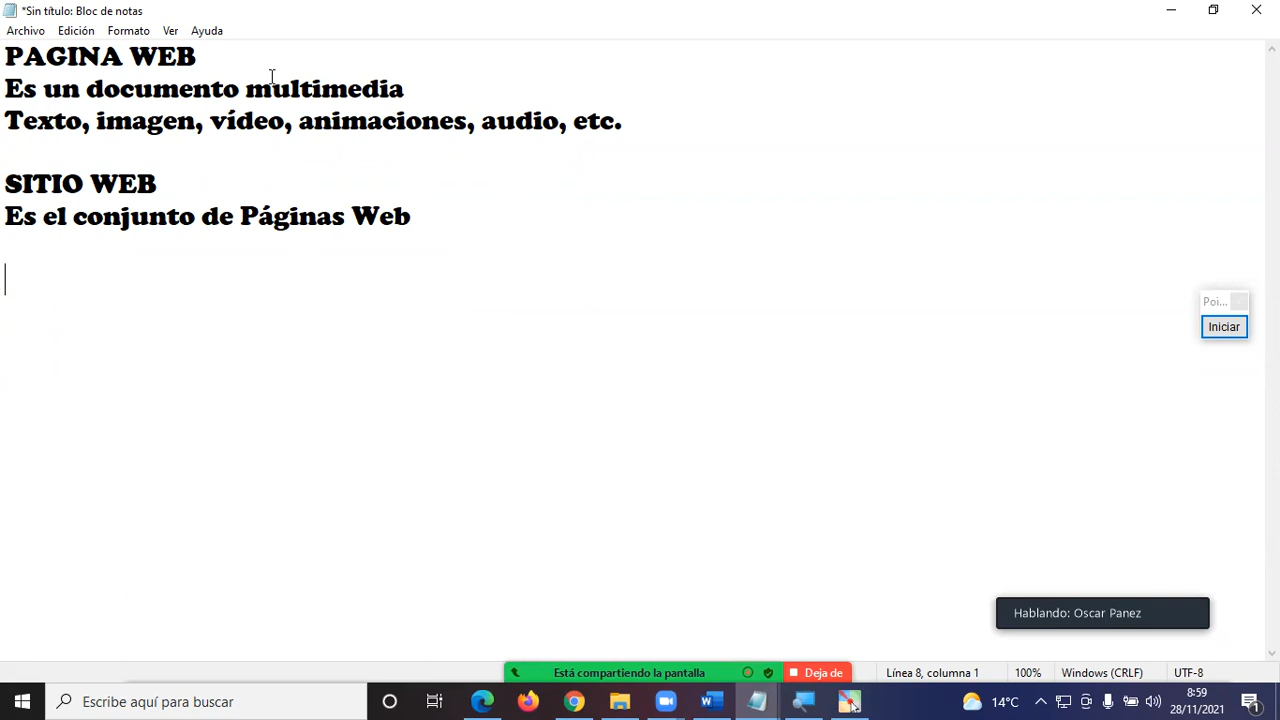 *Sin título: Bloc de notas
Archivo Edición Formato Ver Ayuda
PAGINA WEB
Es un documento multimedia
Texto, imagen, vídeo, animaciones, audio, etc.
SITIO WEB
Es el conjunto de Páginas Web
Poi...
Iniciar
Hablando: Oscar Panez
Está compartiendo la pantalla
Deja de
Línea 8, columna 1
100%
Windows (CRLF)
UTF-8
Escribe aquí para buscar
14°C
8:59
28/11/2021
1